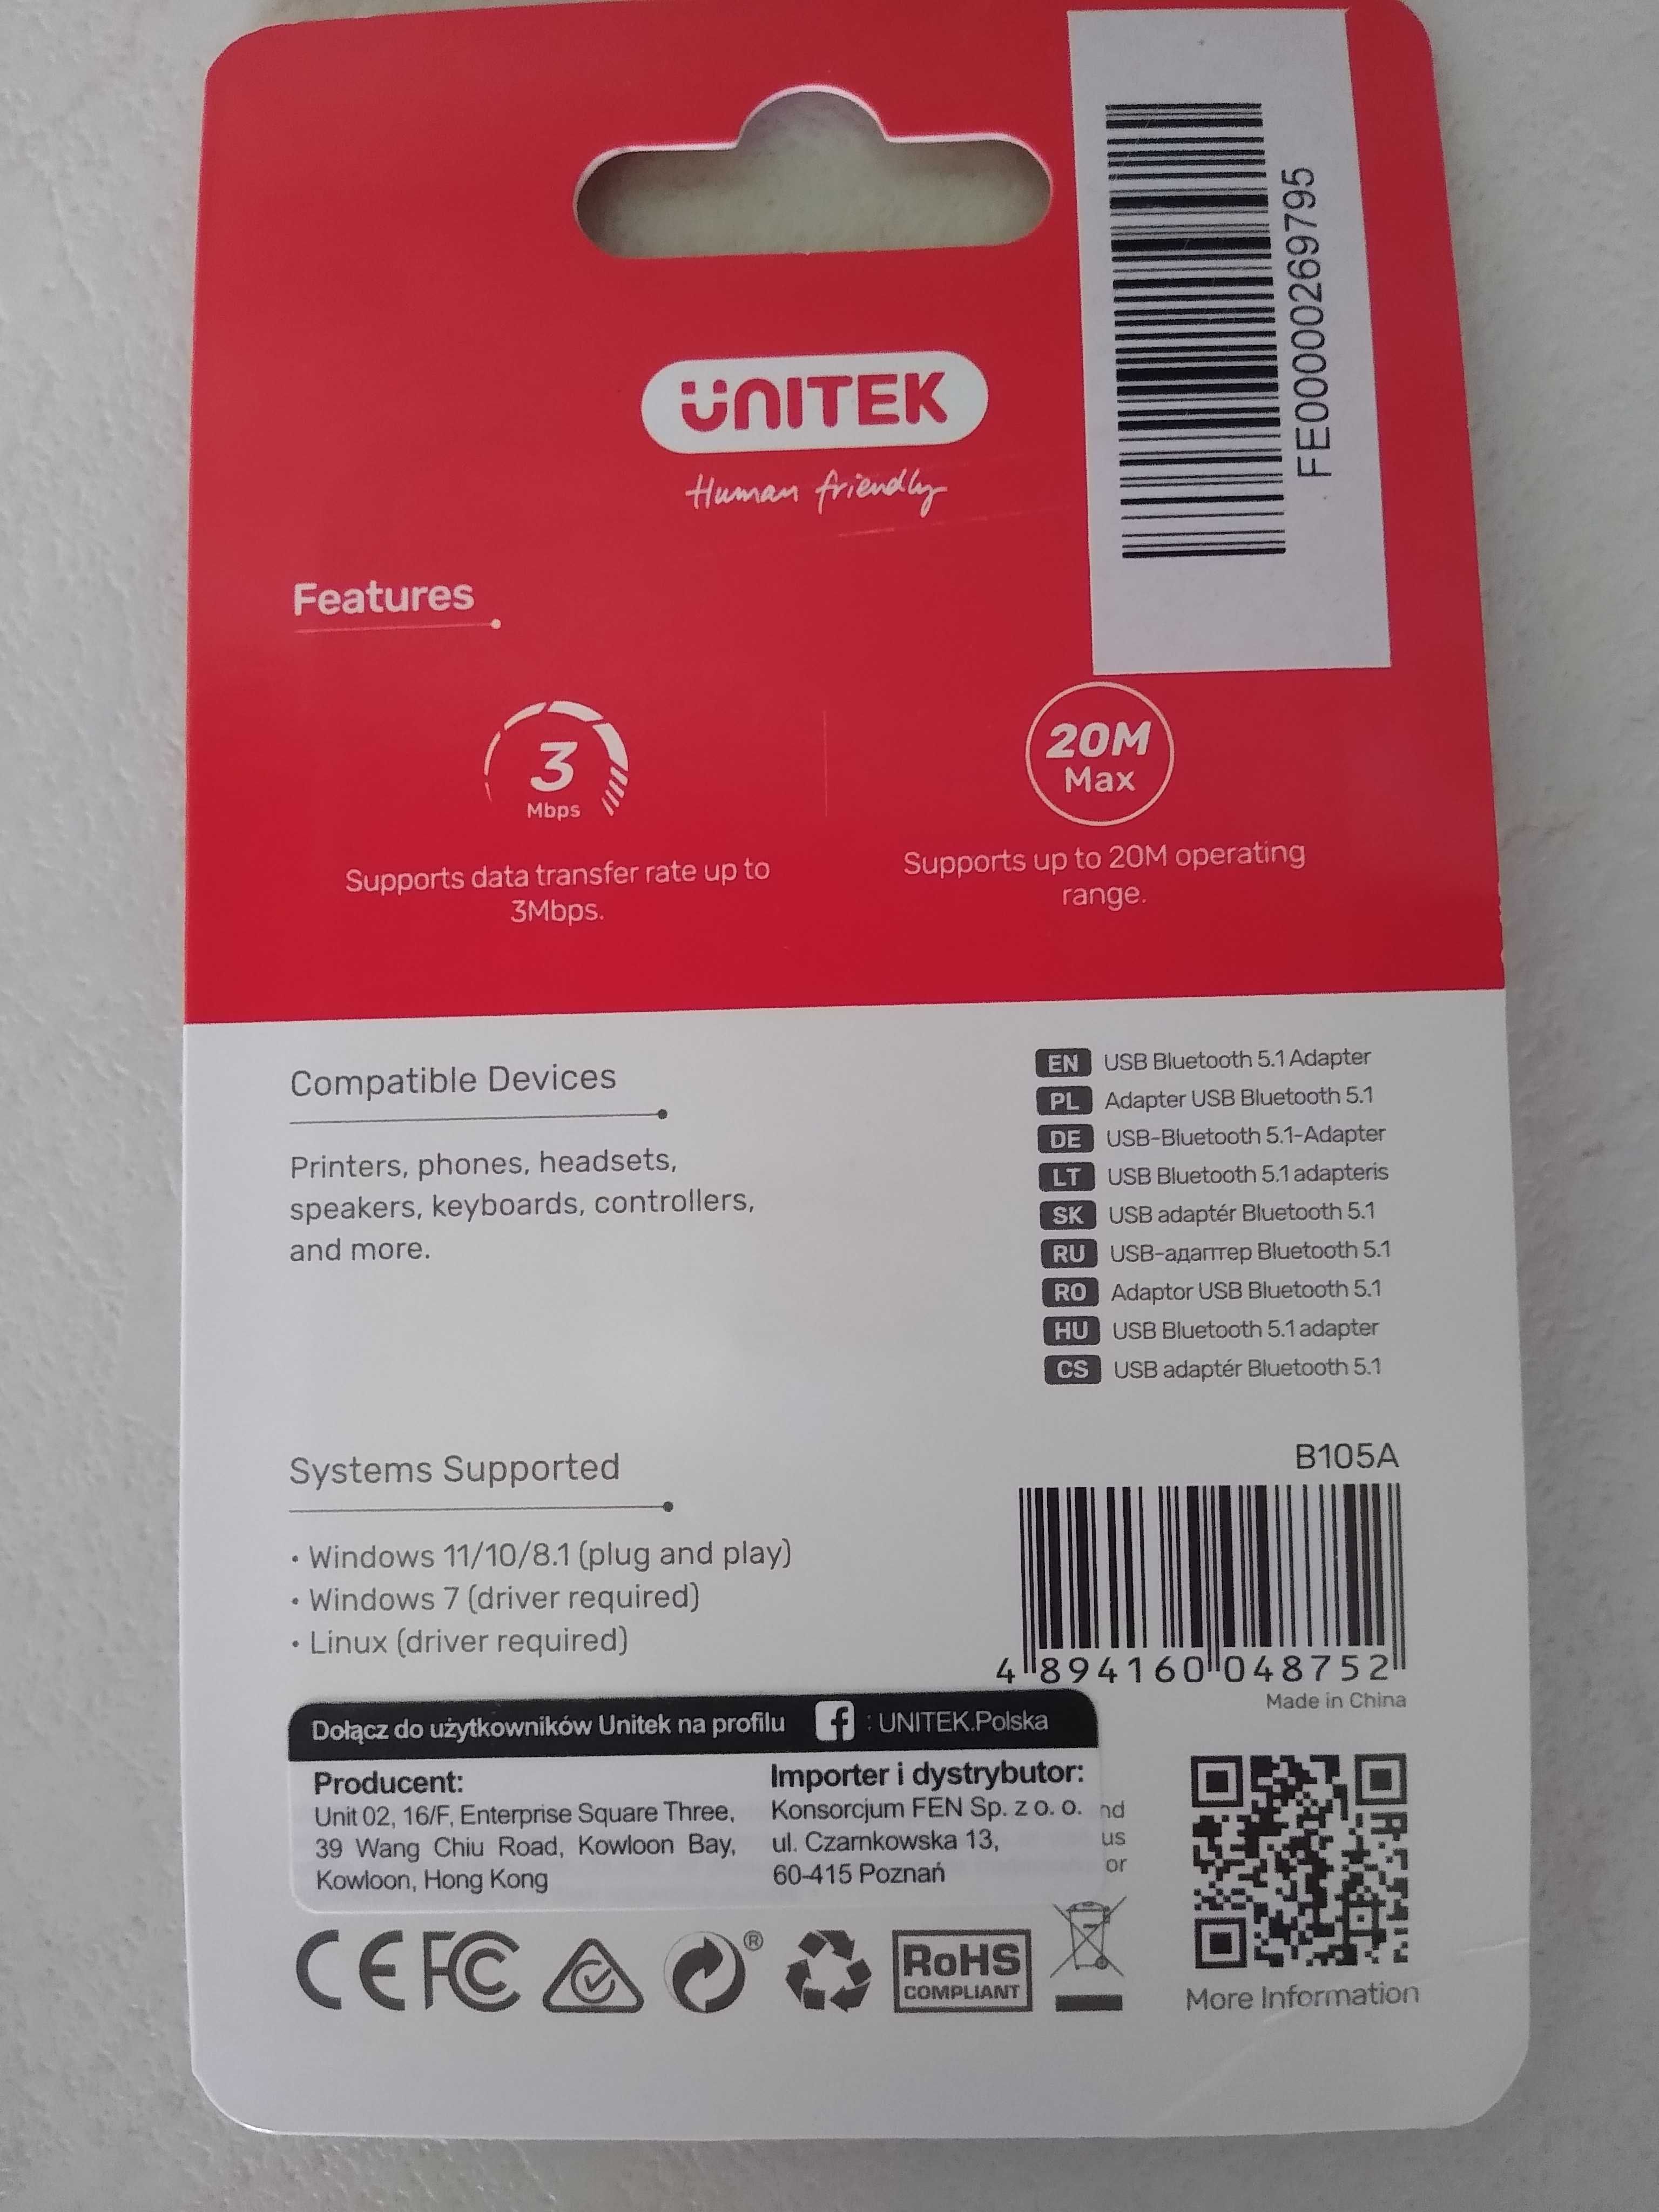 FE0000269795
UNITEK
Human friendly
Features
3
Mbps
Supports data transfer rate up to
3Mbps.
20M
Max
Supports up to 20M operating
range.
Compatible Devices
Printers, phones, headsets,
speakers, keyboards, controllers,
and more.
EN USB Bluetooth 5.1 Adapter
PL Adapter USB Bluetooth 5.1
DE USB-Bluetooth 5.1-Adapter
LT USB Bluetooth 5.1 adapteris
SK USB adaptér Bluetooth 5.1
RU USB-адаптер Bluetooth 5.1
RO Adaptor USB Bluetooth 5.1
HU USB Bluetooth 5.1 adapter
CS USB adaptér Bluetooth 5.1
Systems Supported
• Windows 11/10/8.1 (plug and play)
• Windows 7 (driver required)
• Linux (driver required)
B105A
4 894160 048752
Made in China
Dołącz do użytkowników Unitek na profilu f : UNITEK.Polska
Producent:
Unit 02, 16/F, Enterprise Square Three,
39 Wang Chiu Road, Kowloon Bay,
Kowloon, Hong Kong
Importer i dystrybutor:
Konsorcjum FEN Sp. z o. o.
ul. Czarnkowska 13,
60-415 Poznań
nd
us
or
CE FC ®
RoHS
COMPLIANT
More Information